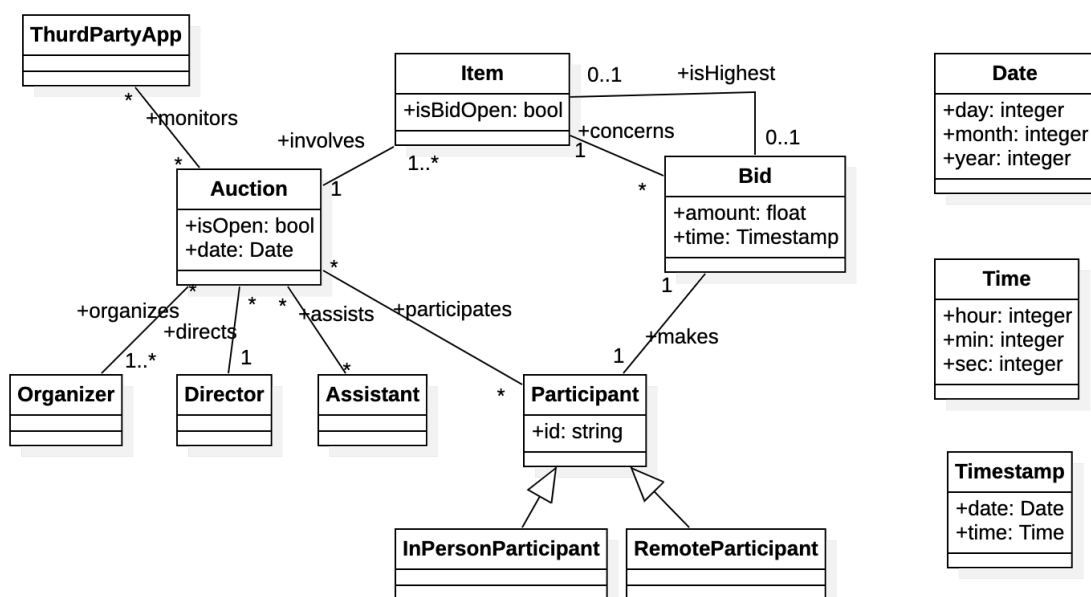 ThurdPartyApp
*
+monitors
*
Item
+isBidOpen: bool
0..1
+isHighest
0..1
+concerns
1
*
+involves
1..*
1
Auction
+isOpen: bool
+date: Date
Bid
+amount: float
+time: Timestamp
Date
+day: integer
+month: integer
+year: integer
Time
+hour: integer
+min: integer
+sec: integer
Timestamp
+date: Date
+time: Time
*
+organizes
1..*
*
+directs
1
*
+assists
*
*
+participates
*
1
+makes
1
Organizer
Director
Assistant
Participant
+id: string
InPersonParticipant
RemoteParticipant